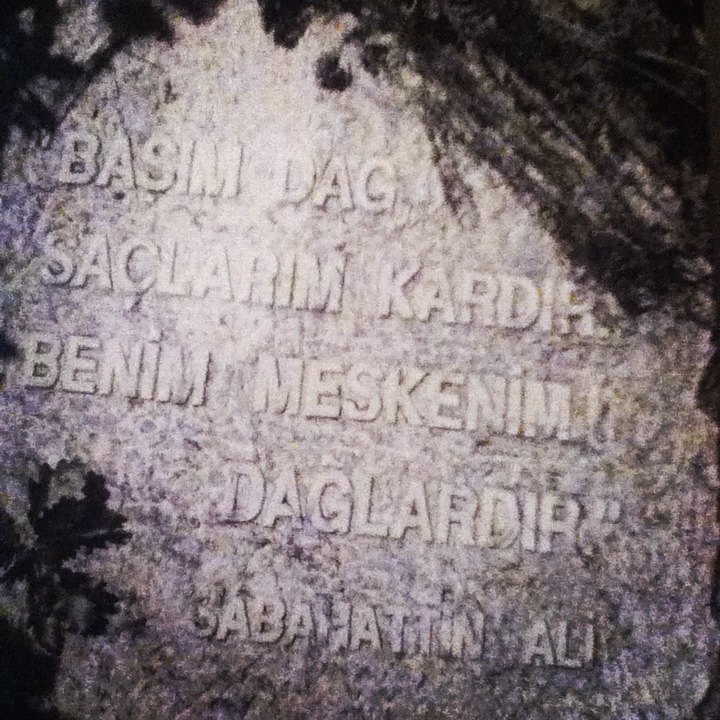 BAŞIM DAĞ
SAÇLARIM KARDIR
BENİM MESKENİM
DAĞLARDIR
SABAHATTİN ALİ